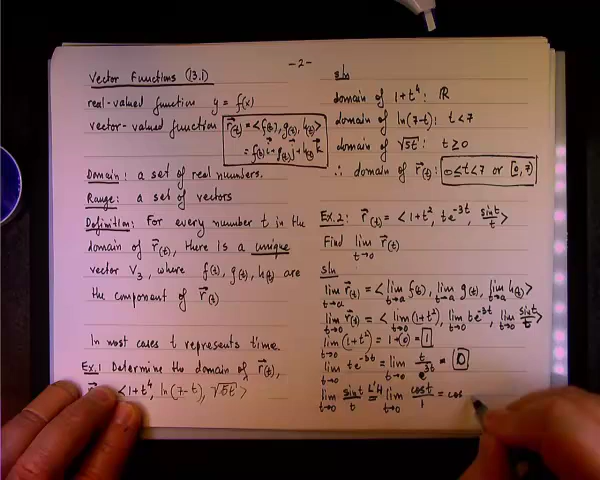 -2-
Vector Functions (13.1)
real-valued function y = f(x)
vector-valued function r⃗(t) = <f(t), g(t), h(t)>
= f(t)i⃗ + g(t)j⃗ + h(t)k⃗
Domain: a set of real numbers.
Range: a set of vectors
Definition: For every number t in the
domain of r⃗(t), there is a unique
vector V3, where f(t), g(t), h(t) are
the component of r⃗(t)
In most cases t represents time.
Ex.1 Determine the domain of r⃗(t),
<1+t⁴, ln(7-t), √5t>
sln
domain of 1+t⁴: ℝ
domain of ln(7-t): t<7
domain of √5t: t≥0
∴ domain of r⃗(t): 0≤t<7 or [0,7)
Ex.2: r⃗(t) = <1+t², te^-3t, sint/t>
Find lim t→0 r⃗(t)
sln
lim t→a r⃗(t) = <lim t→a f(t), lim t→a g(t), lim t→a h(t)>
lim t→0 r⃗(t) = <lim t→0 (1+t²), lim t→0 te^-3t, lim t→0 sint/t>
lim t→0 (1+t²) = 1+(0) = 1
lim t→0 te^-3t = lim t→0 t/e^3t = 0
lim t→0 sint/t L'H = lim t→0 cost/1 = cos